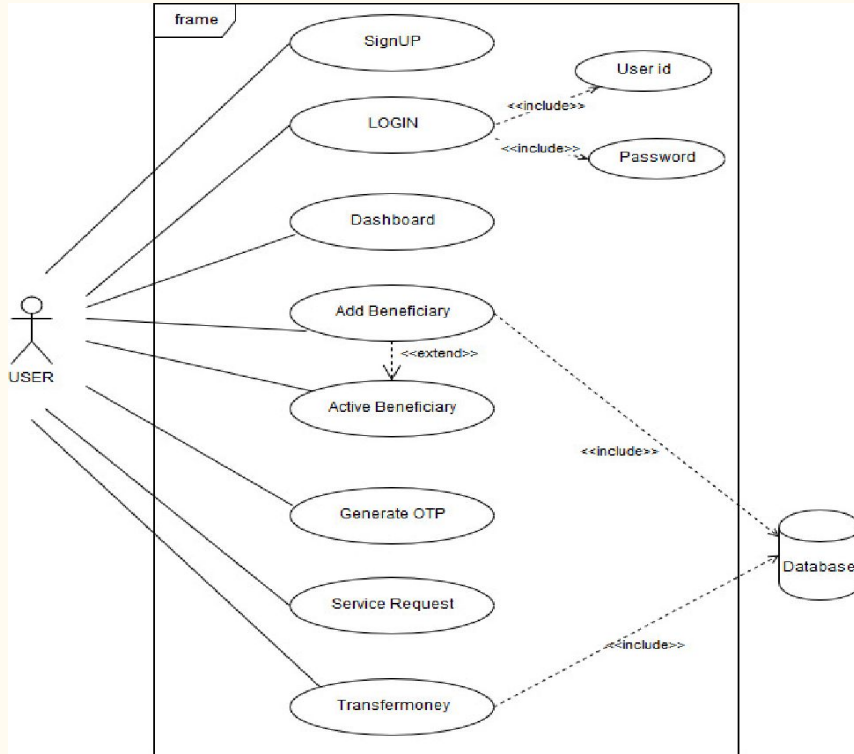 frame
SignUP
User id
<<include>>
LOGIN
<<include>>
Password
Dashboard
Add Beneficiary
<<extend>>
USER
Active Beneficiary
<<include>>
Generate OTP
Database
Service Request
<<include>>
Transfermoney